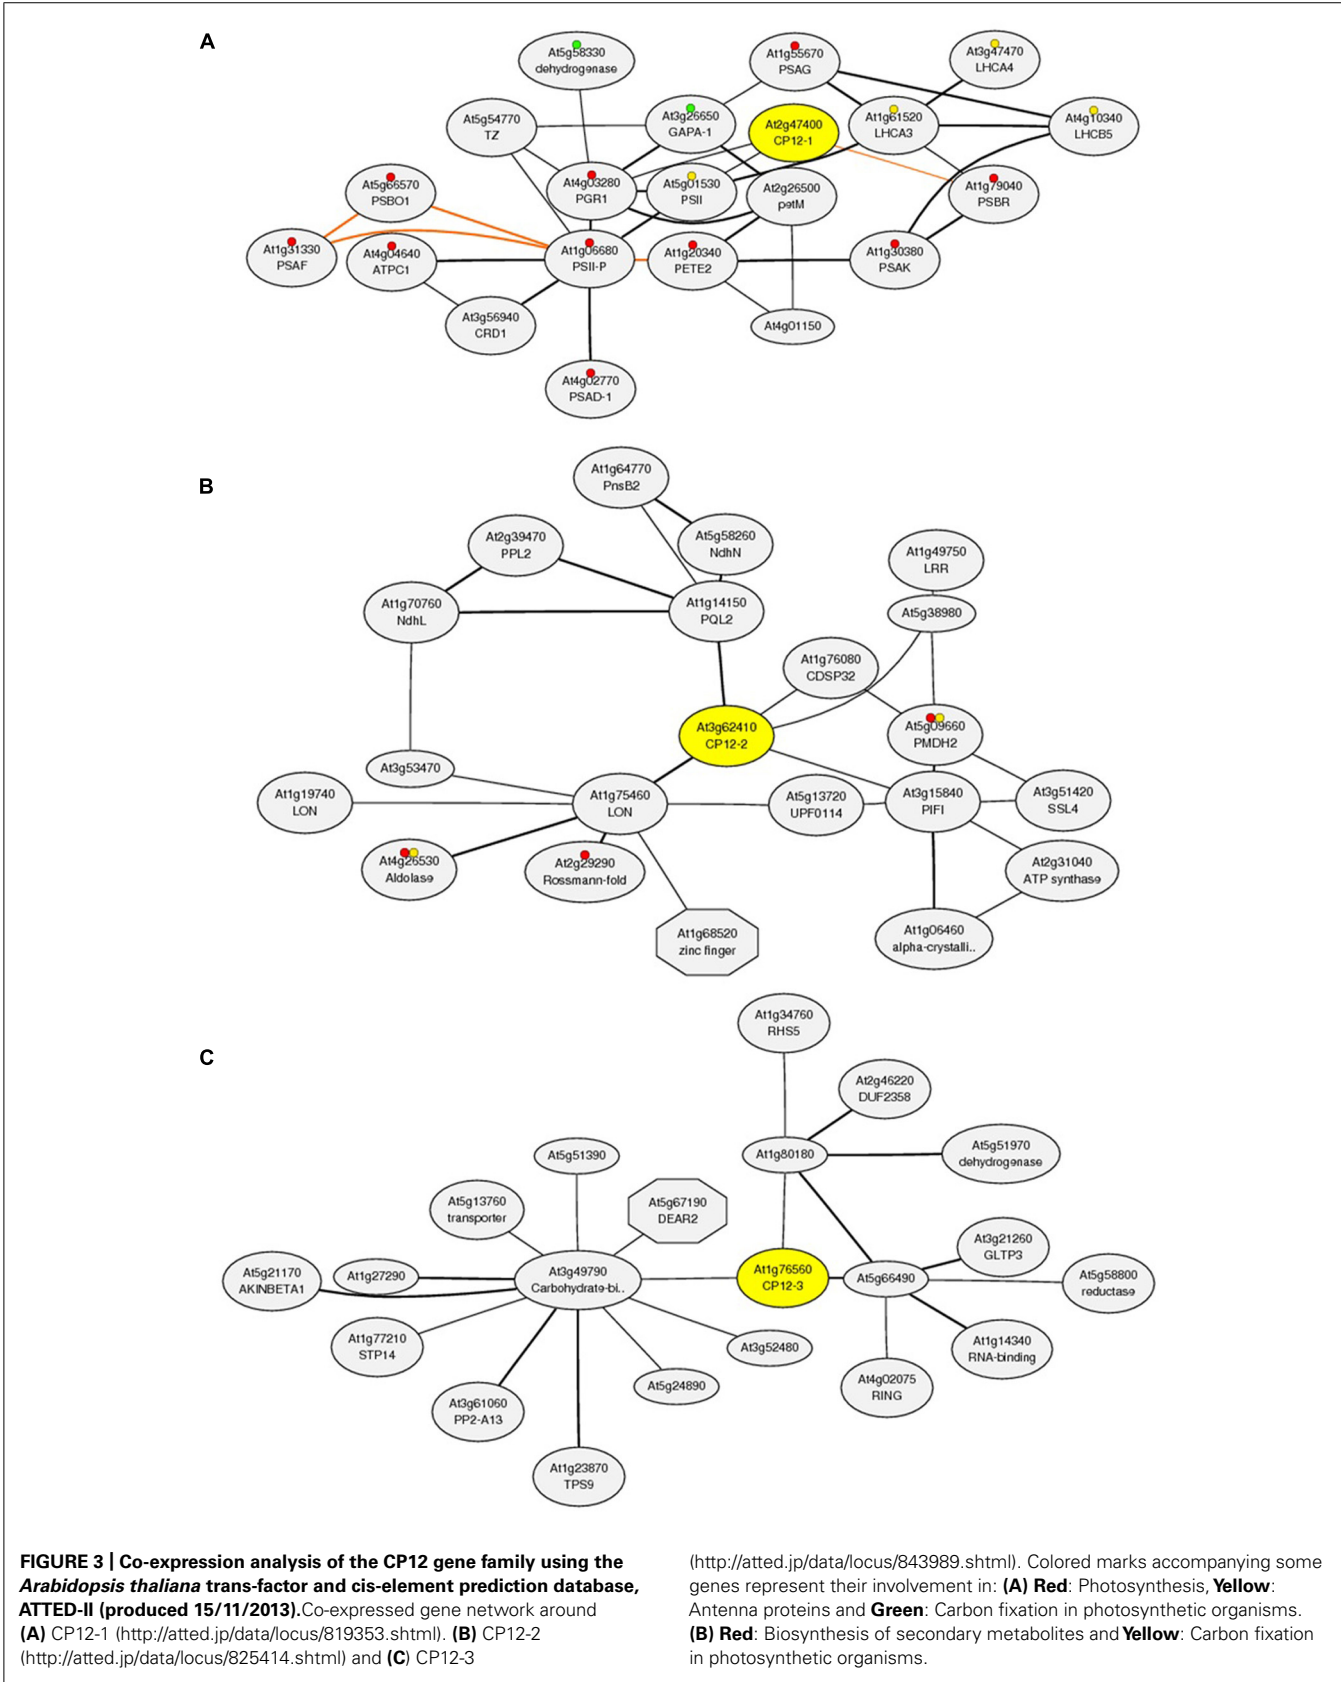 A
At5g58330
dehydrogenase
At1g55670
PSAG
At3g47470
LHCA4
At5g54770
TZ
At3g26650
GAPA-1
At2g47400
CP12-1
At1g61520
LHCA3
At4g10340
LHCB5
At5g66570
PSBO1
At4g03280
PGR1
At5g01530
PSII
At2g26500
petM
At1g79040
PSBR
At1g31330
PSAF
At4g04640
ATPC1
At1g06680
PSII-P
At1g20340
PETE2
At1g30380
PSAK
At3g56940
CRD1
At4g01150
At4g02770
PSAD-1
B
At1g64770
PnsB2
At2g39470
PPL2
At5g58260
NdhN
At1g49750
LRR
At1g70760
NdhL
At1g14150
PQL2
At5g38980
At1g76080
CDSP32
At3g62410
CP12-2
At5g09660
PMDH2
At3g53470
At1g19740
LON
At1g75460
LON
At5g13720
UPF0114
At3g15840
PIFI
At3g51420
SSL4
At4g26530
Aldolase
At2g29290
Rossmann-fold
At2g31040
ATP synthase
At1g68520
zinc finger
At1g06460
alpha-crystalli..
C
At1g34760
RHS5
At2g46220
DUF2358
At5g51390
At1g80180
At5g51970
dehydrogenase
At5g13760
transporter
At5g67190
DEAR2
At3g21260
GLTP3
At5g21170
AKINBETA1
At1g27290
At3g49790
Carbohydrate-bi..
At1g76560
CP12-3
At5g66490
At5g58800
reductase
At1g77210
STP14
At3g52480
At1g14340
RNA-binding
At5g24890
At4g02075
RING
At3g61060
PP2-A13
At1g23870
TPS9
FIGURE 3 | Co-expression analysis of the CP12 gene family using the
Arabidopsis thaliana trans-factor and cis-element prediction database,
ATTED-II (produced 15/11/2013).Co-expressed gene network around
(A) CP12-1 (http://atted.jp/data/locus/819353.shtml). (B) CP12-2
(http://atted.jp/data/locus/825414.shtml) and (C) CP12-3
(http://atted.jp/data/locus/843989.shtml). Colored marks accompanying some
genes represent their involvement in: (A) Red: Photosynthesis, Yellow:
Antenna proteins and Green: Carbon fixation in photosynthetic organisms.
(B) Red: Biosynthesis of secondary metabolites and Yellow: Carbon fixation
in photosynthetic organisms.